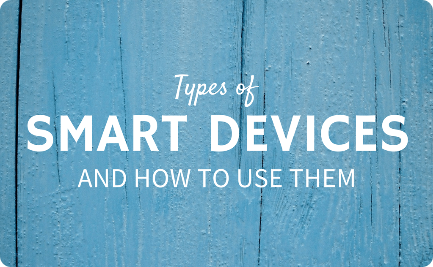 Types of
SMART DEVICES
AND HOW TO USE THEM